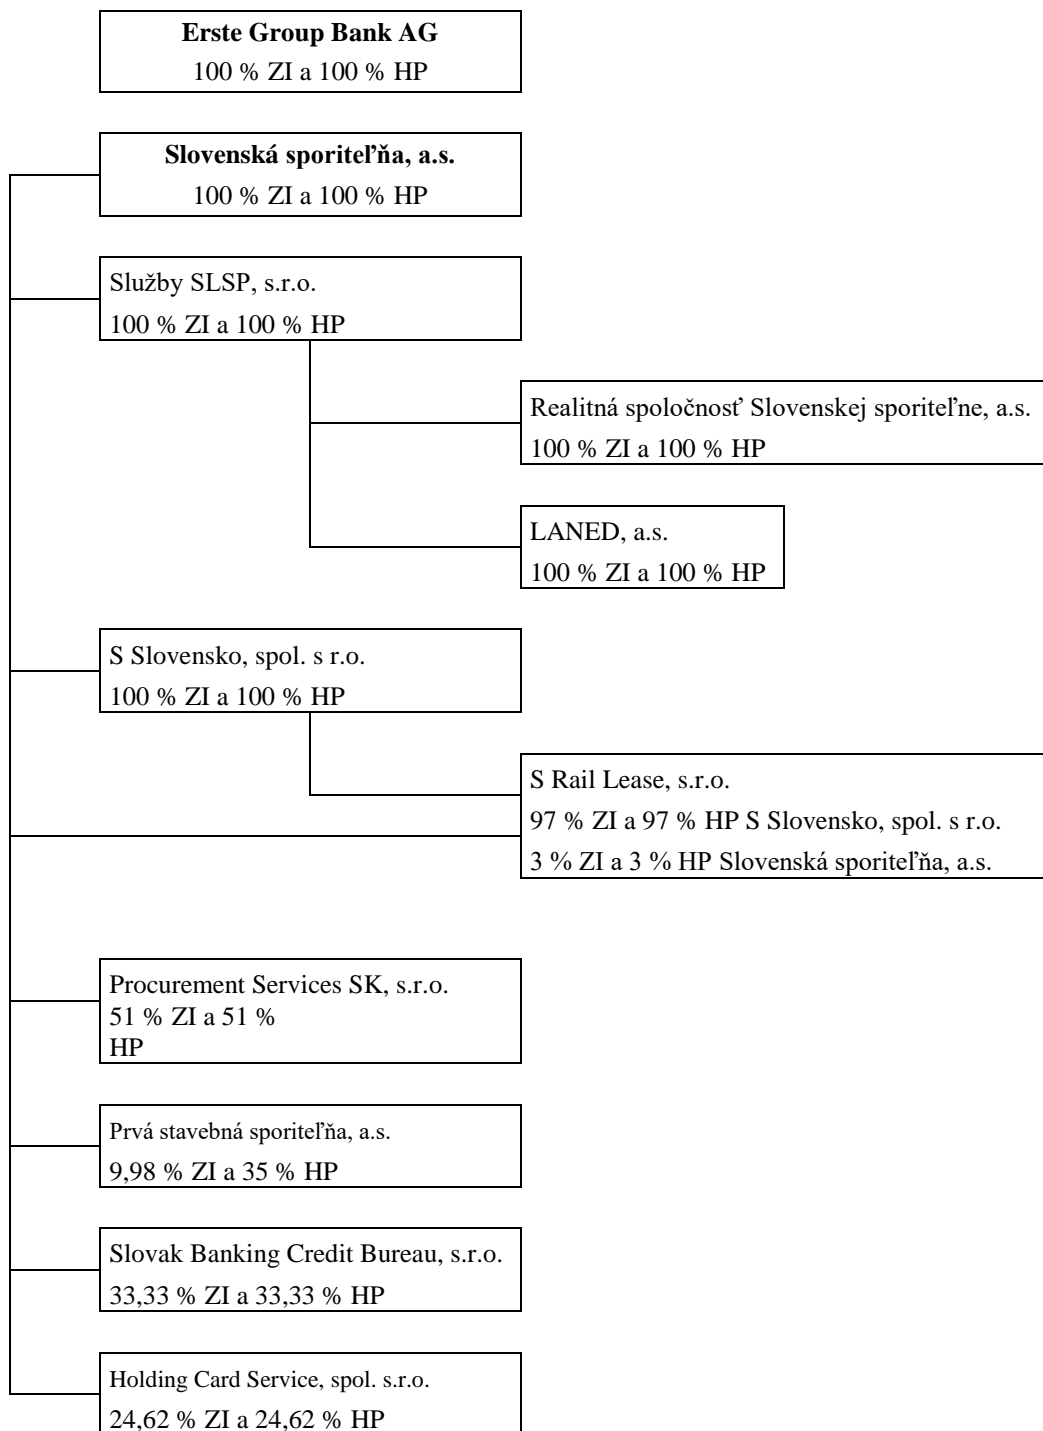 Erste Group Bank AG
100 % ZI a 100 % HP
Slovenská sporiteľňa, a.s.
100 % ZI a 100 % HP
Služby SLSP, s.r.o.
100 % ZI a 100 % HP
Realitná spoločnosť Slovenskej sporiteľne, a.s.
100 % ZI a 100 % HP
LANED, a.s.
100 % ZI a 100 % HP
S Slovensko, spol. s r.o.
100 % ZI a 100 % HP
S Rail Lease, s.r.o.
97 % ZI a 97 % HP S Slovensko, spol. s r.o.
3 % ZI a 3 % HP Slovenská sporiteľňa, a.s.
Procurement Services SK, s.r.o.
51 % ZI a 51 %
HP
Prvá stavebná sporiteľňa, a.s.
9,98 % ZI a 35 % HP
Slovak Banking Credit Bureau, s.r.o.
33,33 % ZI a 33,33 % HP
Holding Card Service, spol. s.r.o.
24,62 % ZI a 24,62 % HP